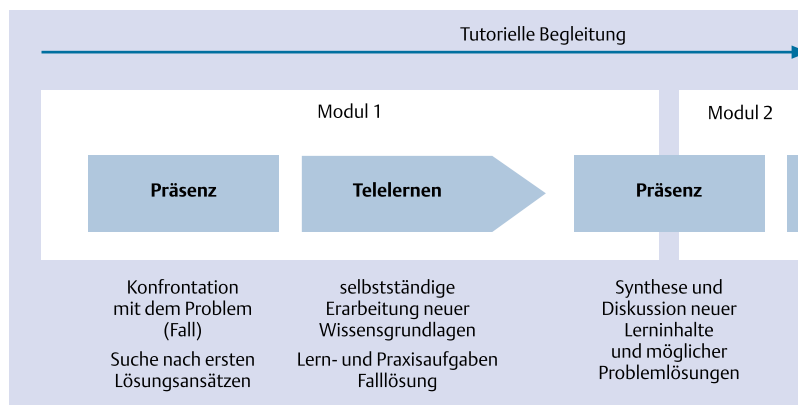 Tutorielle Begleitung
Modul 1
Modul 2
Präsenz
Telelernen
Präsenz
Konfrontation
mit dem Problem
(Fall)
Suche nach ersten
Lösungsansätzen
selbstständige
Erarbeitung neuer
Wissensgrundlagen
Lern- und Praxisaufgaben
Falllösung
Synthese und
Diskussion neuer
Lerninhalte
und möglicher
Problemlösungen